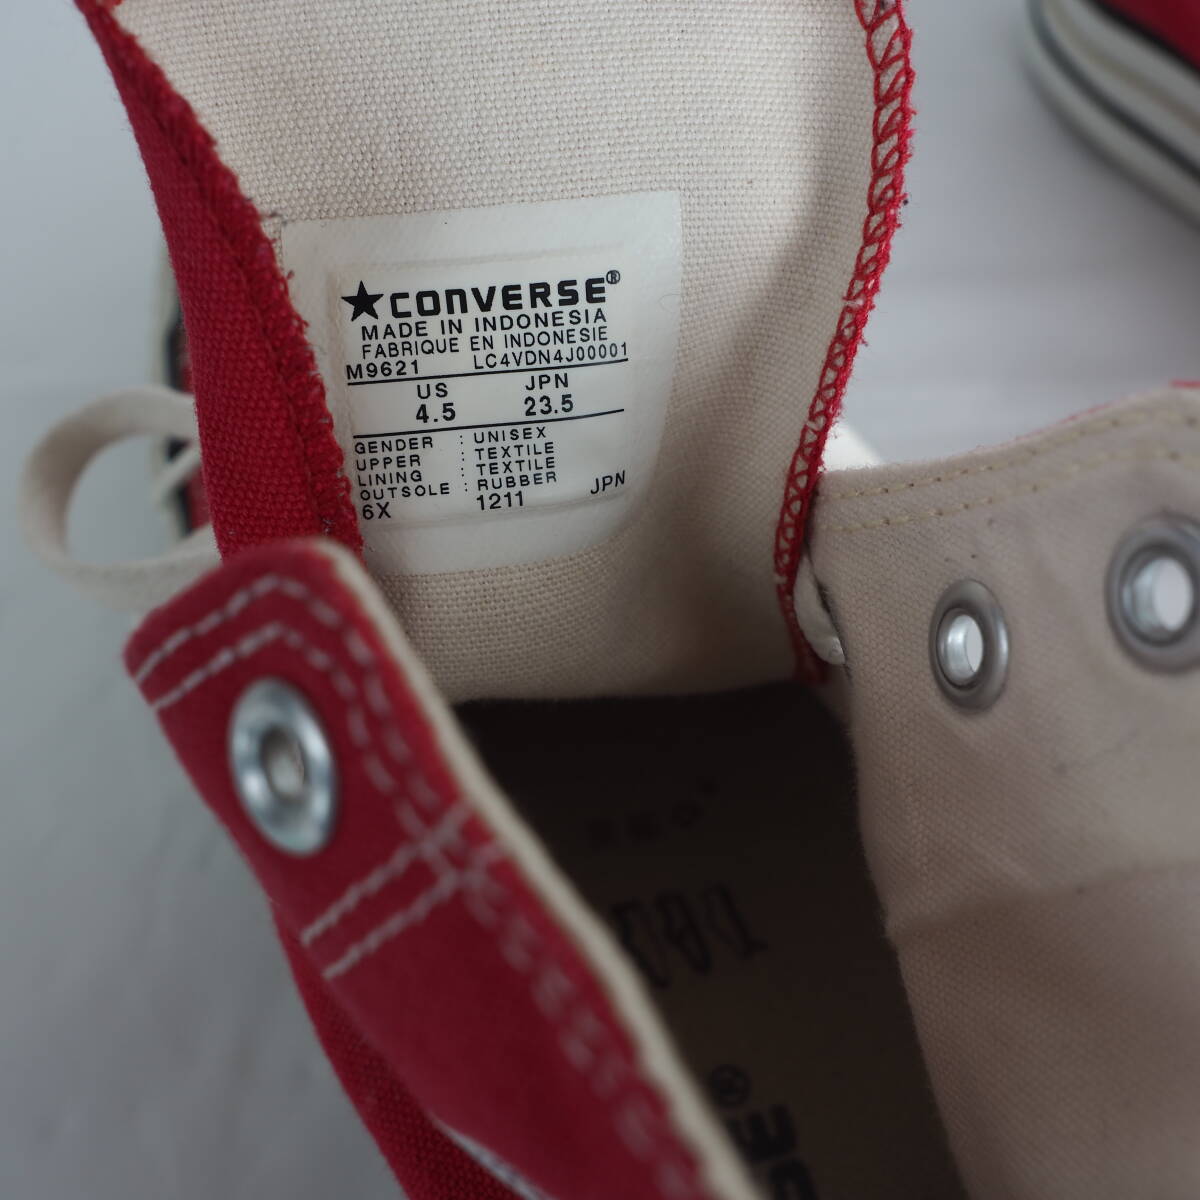 ★CONVERSE®
MADE IN INDONESIA
FABRIQUE EN INDONESIE
M9621 LC4VDN4J00001
US JPN
4.5 23.5
GENDER : UNISEX
UPPER : TEXTILE
LINING : TEXTILE
OUTSOLE : RUBBER
6X 1211 JPN